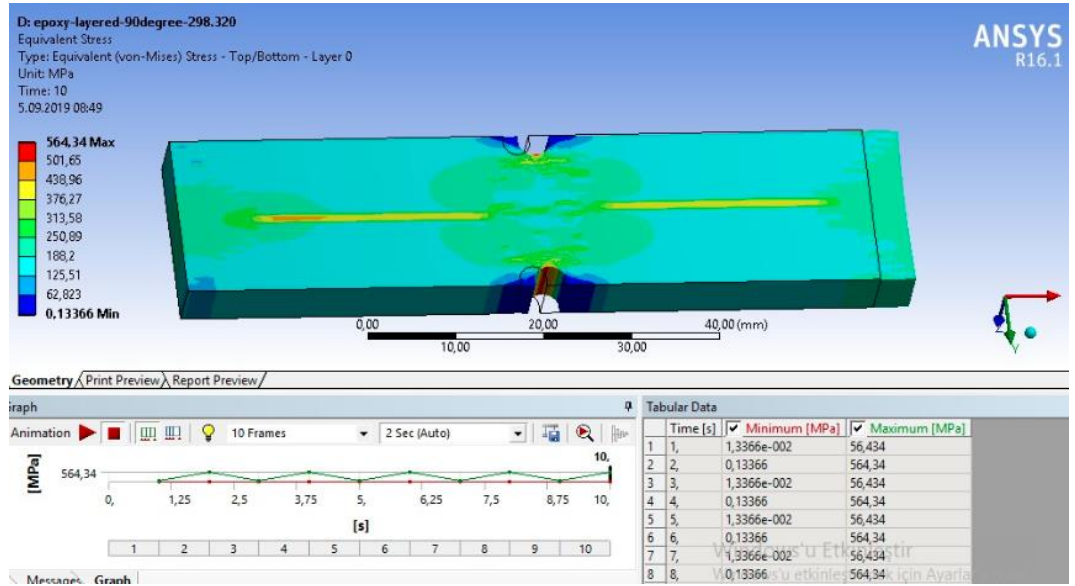 D: epoxy-layered-90degree-298.320
Equivalent Stress
Type: Equivalent (von-Mises) Stress - Top/Bottom - Layer 0
Unit: MPa
Time: 10
5.09.2019 08:49
ANSYS
R16.1
564,34 Max
501,65
438,96
376,27
313,58
250,89
188,2
125,51
62,823
0,13366 Min
0,00 20,00 40,00 (mm)
10,00 30,00
Y
Geometry Print Preview Report Preview
Graph
Animation 10 Frames 2 Sec (Auto)
10,
[MPa]
564,34
0, 1,25 2,5 3,75 5, 6,25 7,5 8,75 10,
[s]
1 2 3 4 5 6 7 8 9 10
Messages Graph
Tabular Data
Time [s] Minimum [MPa] Maximum [MPa]
1 1, 1,3366e-002 56,434
2 2, 0,13366 564,34
3 3, 1,3366e-002 56,434
4 4, 0,13366 564,34
5 5, 1,3366e-002 56,434
6 6, 0,13366 564,34
7 7, 1,3366e-002 56,434
8 8, 0,13366 564,34